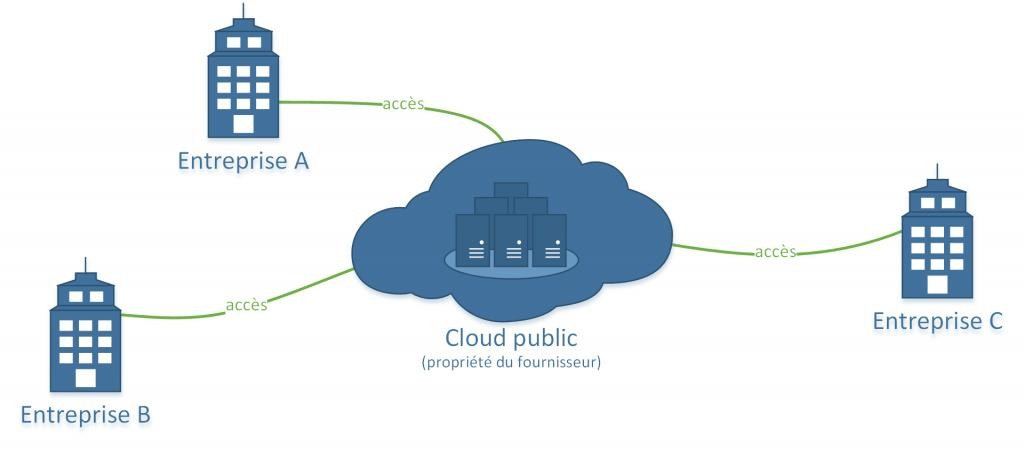 accès
Entreprise A
accès
accès
Entreprise C
Cloud public
(propriété du fournisseur)
Entreprise B